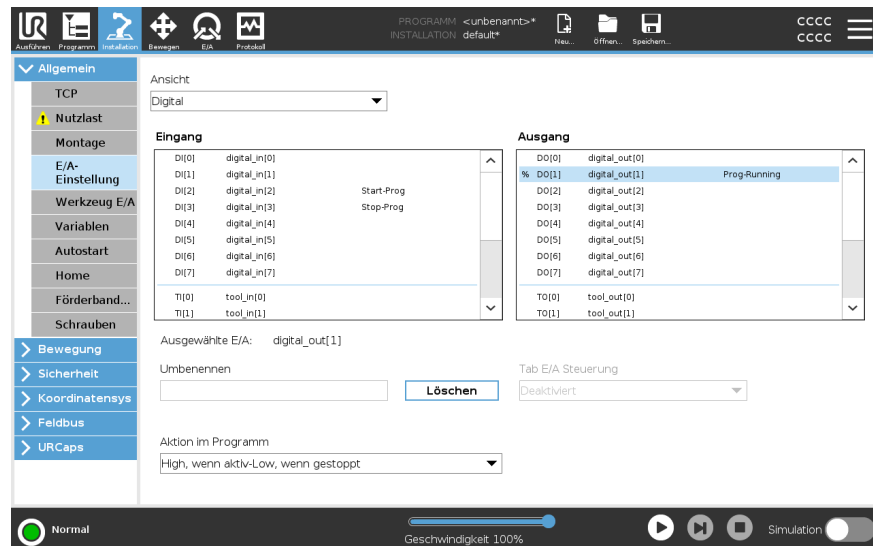 PROGRAMM <unbenannt>*
INSTALLATION default*
CCCC
CCCC
Ausführen Programm Installation Bewegen E/A Protokoll
Neu... Öffnen... Speichern...
Allgemein
TCP
Nutzlast
Montage
E/A-
Einstellung
Werkzeug E/A
Variablen
Autostart
Home
Förderband...
Schrauben
Bewegung
Sicherheit
Koordinatensys
Feldbus
URCaps
Ansicht
Digital
Eingang
DI[0] digital_in[0]
DI[1] digital_in[1]
DI[2] digital_in[2] Start-Prog
DI[3] digital_in[3] Stop-Prog
DI[4] digital_in[4]
DI[5] digital_in[5]
DI[6] digital_in[6]
DI[7] digital_in[7]
TI[0] tool_in[0]
TI[1] tool_in[1]
Ausgang
DO[0] digital_out[0]
% DO[1] digital_out[1] Prog-Running
DO[2] digital_out[2]
DO[3] digital_out[3]
DO[4] digital_out[4]
DO[5] digital_out[5]
DO[6] digital_out[6]
DO[7] digital_out[7]
TO[0] tool_out[0]
TO[1] tool_out[1]
Ausgewählte E/A: digital_out[1]
Umbenennen
Löschen
Tab E/A Steuerung
Deaktiviert
Aktion im Programm
High, wenn aktiv-Low, wenn gestoppt
Normal
Geschwindigkeit 100%
Simulation